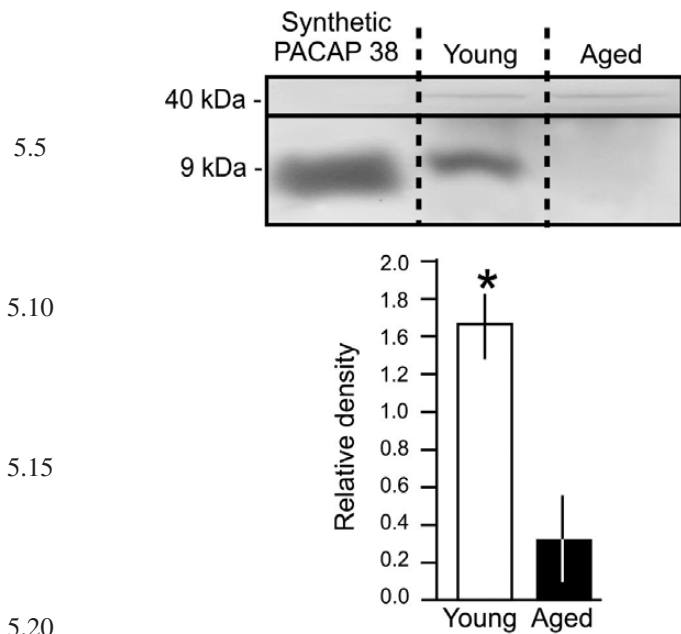 Synthetic
PACAP 38
Young
Aged
40 kDa -
5.5
9 kDa -
5.10
5.15
5.20
Relative density
2.0
1.8
1.6
1.2
1.0
0.8
0.6
0.4
0.2
0.0
*
Young
Aged